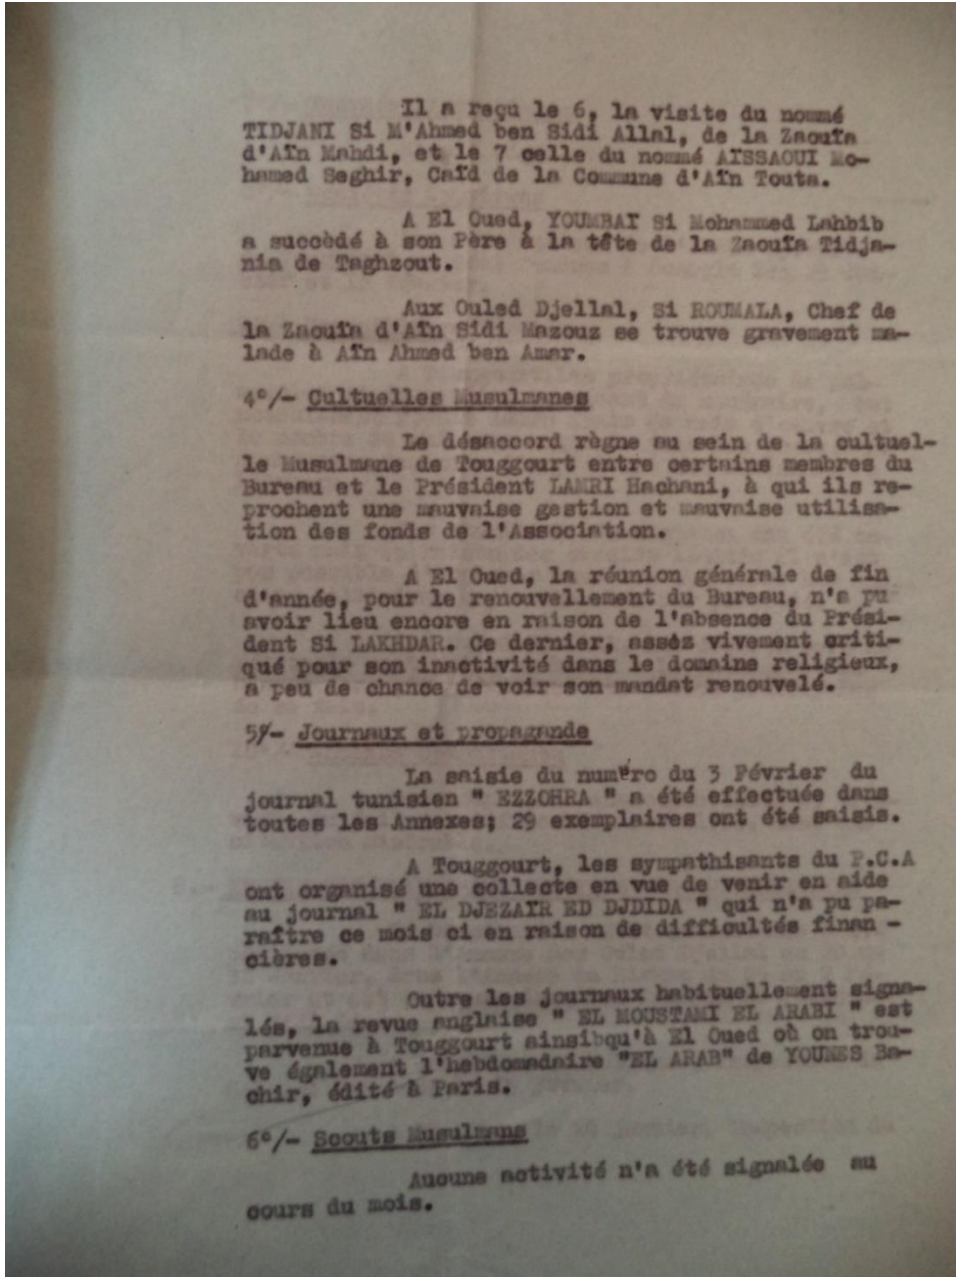 Il a reçu le 6, la visite du nommé
TIDJANI Si M'Ahmed ben Sidi Allal, de la Zaouïa
d'Aïn Mahdi, et le 7 celle du nommé AISSAOUI Mo-
hamed Seghir, Caïd de la Commune d'Aïn Touta.
A El Oued, YOUMBAI Si Mohammed Lahbib
a succèdé à son Père à la tête de la Zaouïa Tidja-
nia de Taghzout.
Aux Ouled Djellal, Si ROUMALA, Chef de
la Zaouïa d'Aïn Sidi Mazouz se trouve gravement ma-
lade à Aïn Ahmed ben Amar.
4°/- Cultuelles Musulmanes
Le désaccord règne au sein de la cultuel-
le Musulmane de Touggourt entre certains membres du
Bureau et le Président LAMRI Hachani, à qui ils re-
prochent une mauvaise gestion et mauvaise utilisa-
tion des fonds de l'Association.
A El Oued, la réunion générale de fin
d'année, pour le renouvellement du Bureau, n'a pu
avoir lieu encore en raison de l'absence du Prési-
dent Si LAKHDAR. Ce dernier, assès vivement criti-
qué pour son inactivité dans le domaine religieux,
a peu de chance de voir son mandat renouvelé.
5/- Journaux et propagande
La saisie du numéro du 3 Février du
journal tunisien " EZZOHRA " a été effectuée dans
toutes les Annexes; 29 exemplaires ont été saisis.
A Touggourt, les sympathisants du P.C.A
ont organisé une collecte en vue de venir en aide
au journal " EL DJEZAIR ED DJDIDA " qui n'a pu pa-
raître ce mois ci en raison de difficultés finan -
cières.
Outre les journaux habituellement signa-
lés, la revue anglaise " EL MOUSTAMI EL ARABI " est
parvenue à Touggourt ainsibqu'à El Oued où on trou-
ve également l'hebdomadaire "EL ARAB" de YOUNES Ba-
chir, édité à Paris.
6°/- Scouts Musulmans
Aucune activité n'a été signalée au
cours du mois.